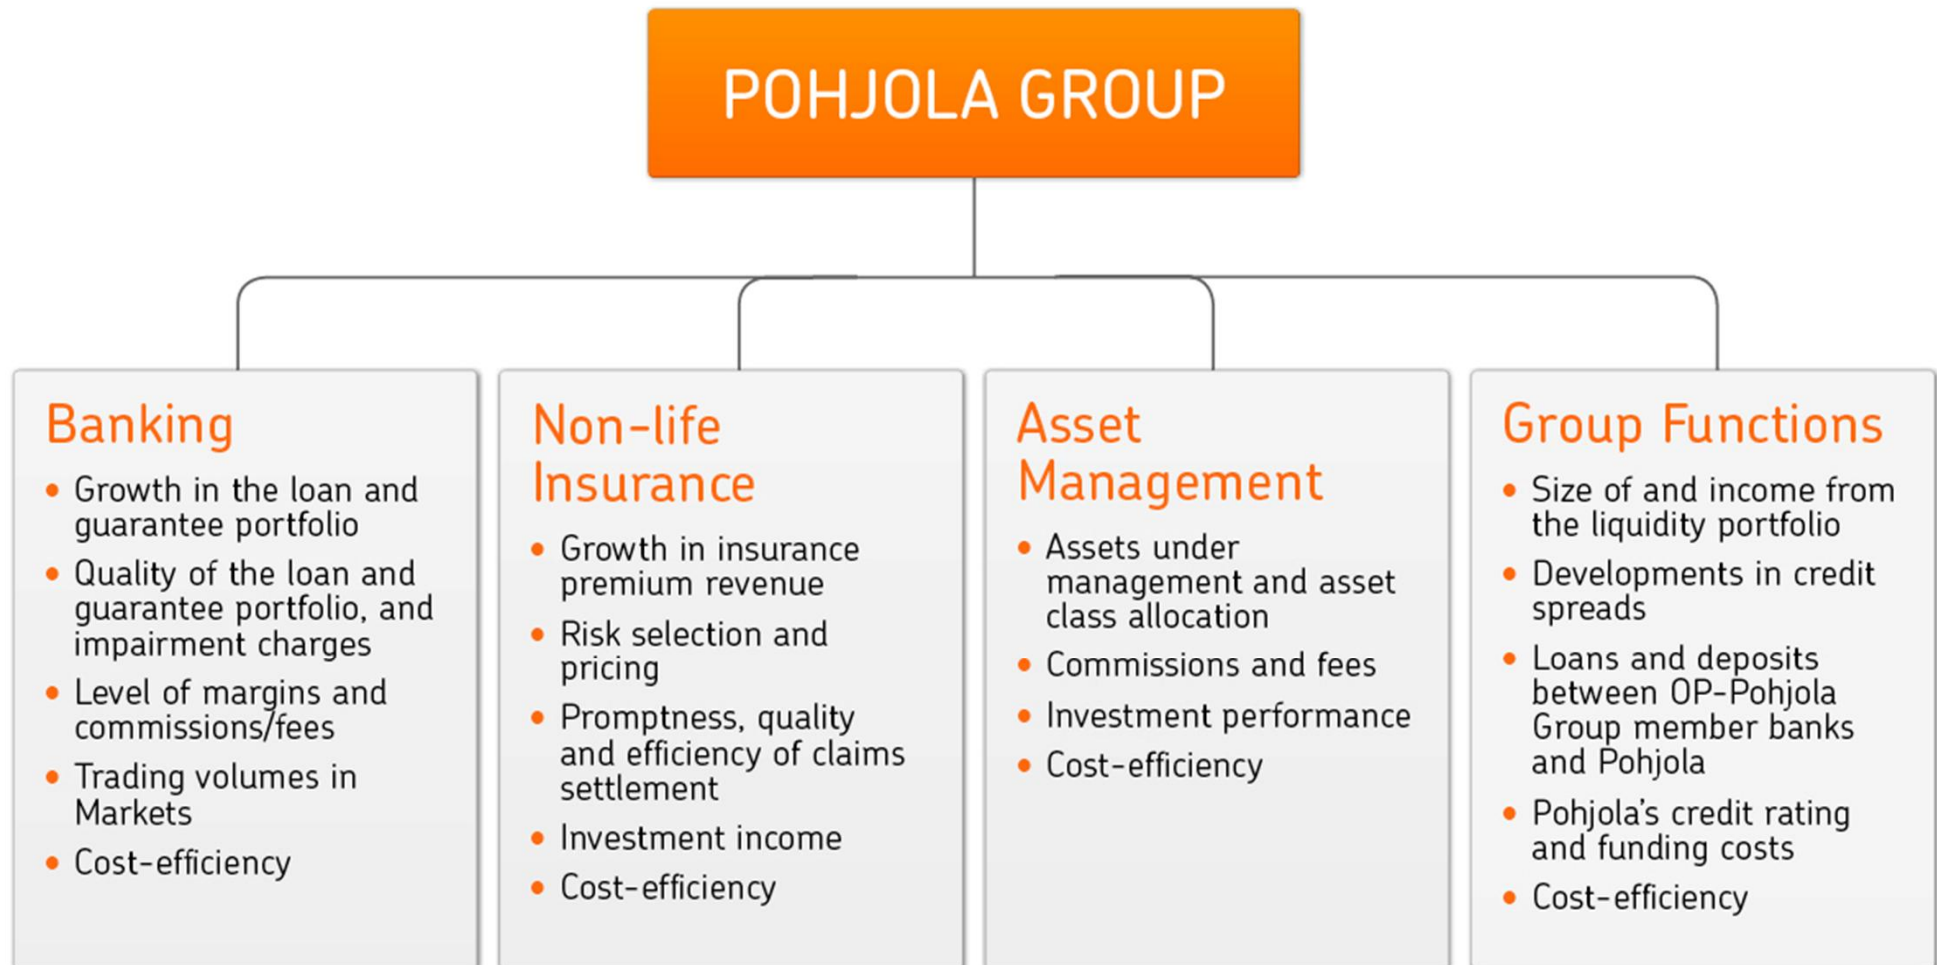 POHJOLA GROUP
Banking
• Growth in the loan and
guarantee portfolio
• Quality of the loan and
guarantee portfolio, and
impairment charges
• Level of margins and
commissions/fees
• Trading volumes in
Markets
• Cost-efficiency
Non-life
Insurance
• Growth in insurance
premium revenue
• Risk selection and
pricing
• Promptness, quality
and efficiency of claims
settlement
• Investment income
• Cost-efficiency
Asset
Management
• Assets under
management and asset
class allocation
• Commissions and fees
• Investment performance
• Cost-efficiency
Group Functions
• Size of and income from
the liquidity portfolio
• Developments in credit
spreads
• Loans and deposits
between OP-Pohjola
Group member banks
and Pohjola
• Pohjola’s credit rating
and funding costs
• Cost-efficiency